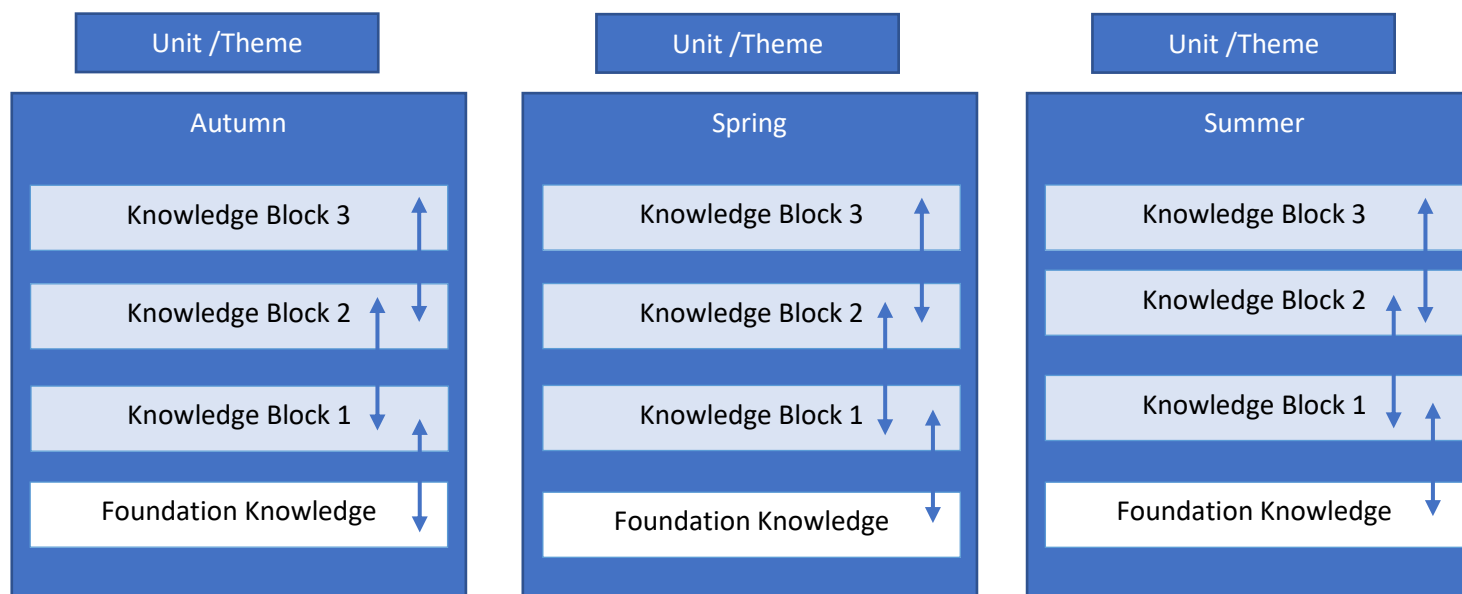 Unit /Theme
Autumn
Knowledge Block 3
Knowledge Block 2
Knowledge Block 1
Foundation Knowledge
Unit /Theme
Spring
Knowledge Block 3
Knowledge Block 2
Knowledge Block 1
Foundation Knowledge
Unit /Theme
Summer
Knowledge Block 3
Knowledge Block 2
Knowledge Block 1
Foundation Knowledge